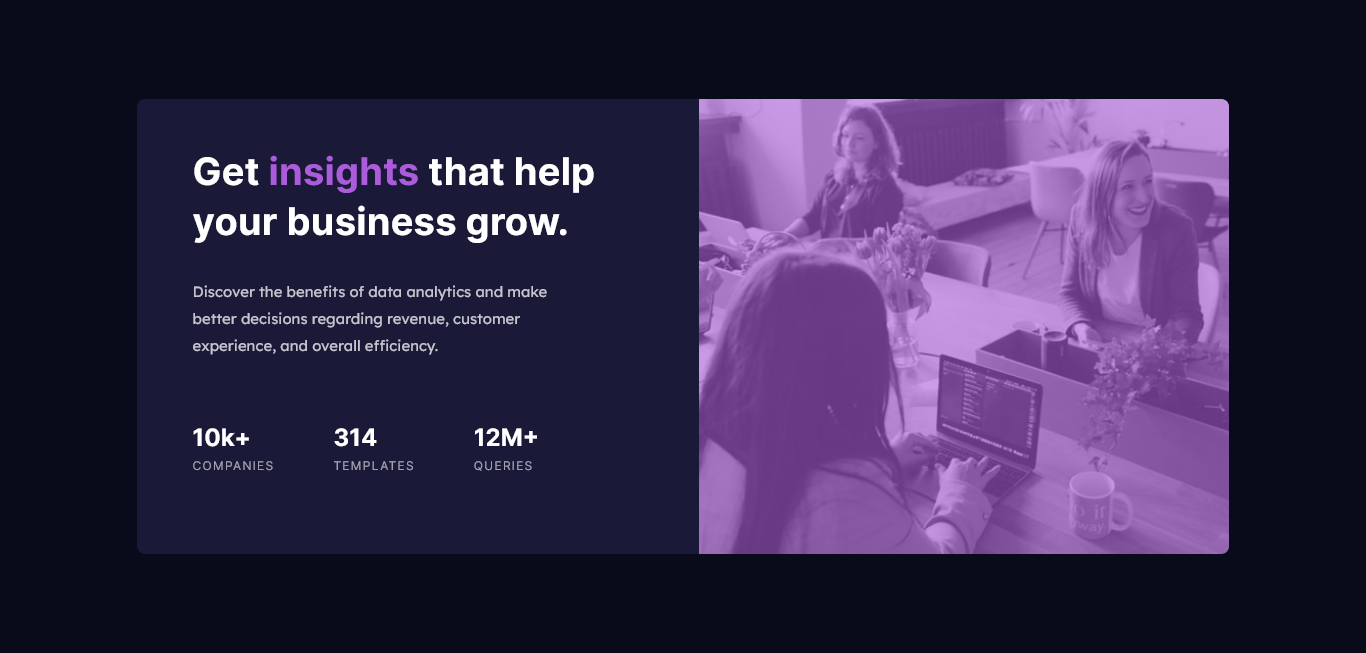 Get insights that help
your business grow.
Discover the benefits of data analytics and make
better decisions regarding revenue, customer
experience, and overall efficiency.
10k+ 314 12M+
COMPANIES TEMPLATES QUERIES